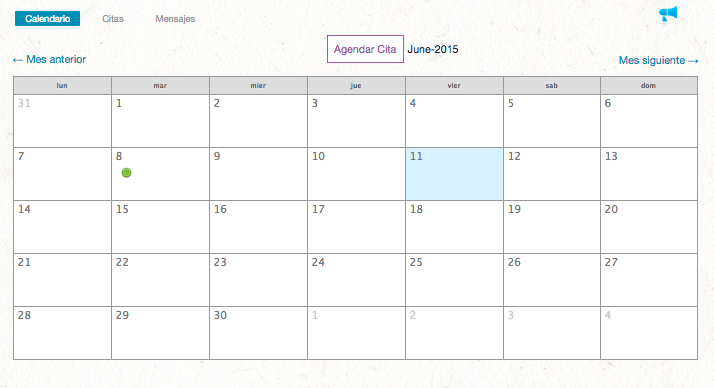 Calendario Citas Mensajes
Agendar Cita June-2015
← Mes anterior Mes siguiente →
lun mar mier jue vier sab dom
31 1 2 3 4 5 6
7 8 9 10 11 12 13
14 15 16 17 18 19 20
21 22 23 24 25 26 27
28 29 30 1 2 3 4